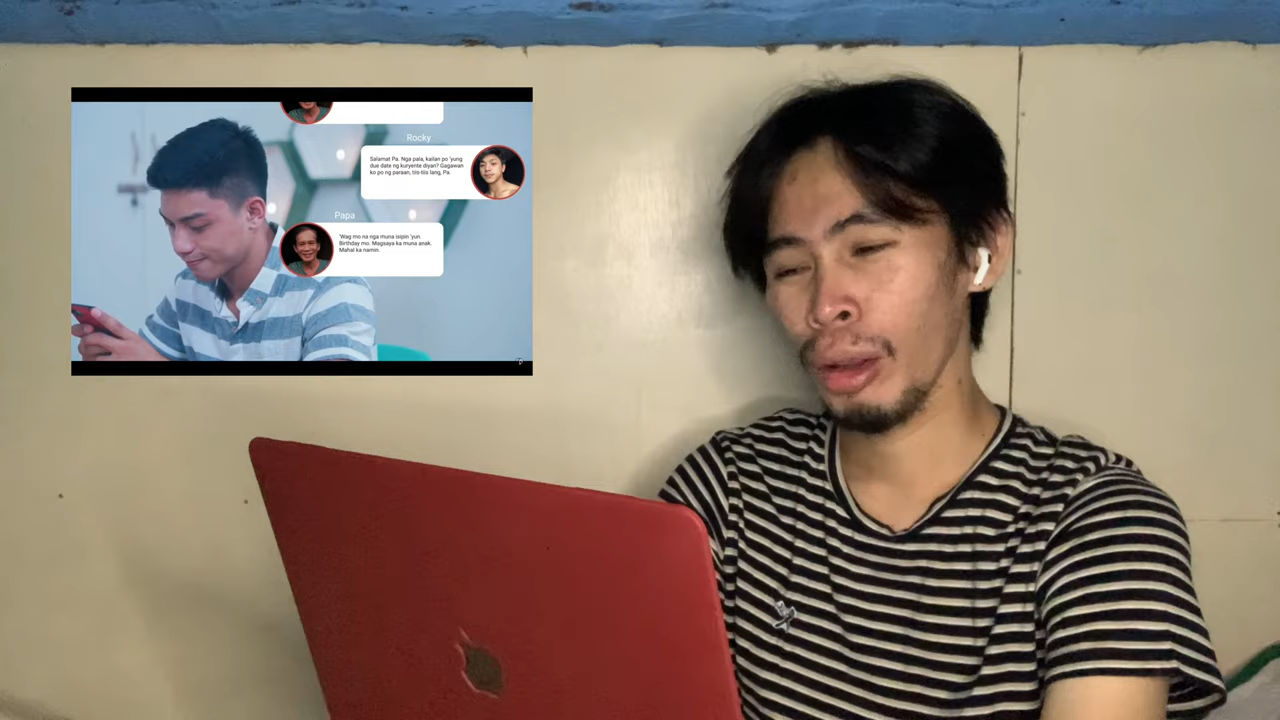 Rocky
Salamat Pa. Nga pala, kailan po 'yung
due date ng kuryente diyan? Gagawan
ko po ng paraan, tiis-tiis lang, Pa.
Papa
'Wag mo na nga muna isipin 'yun.
Birthday mo. Magsaya ka muna anak.
Mahal ka namin.